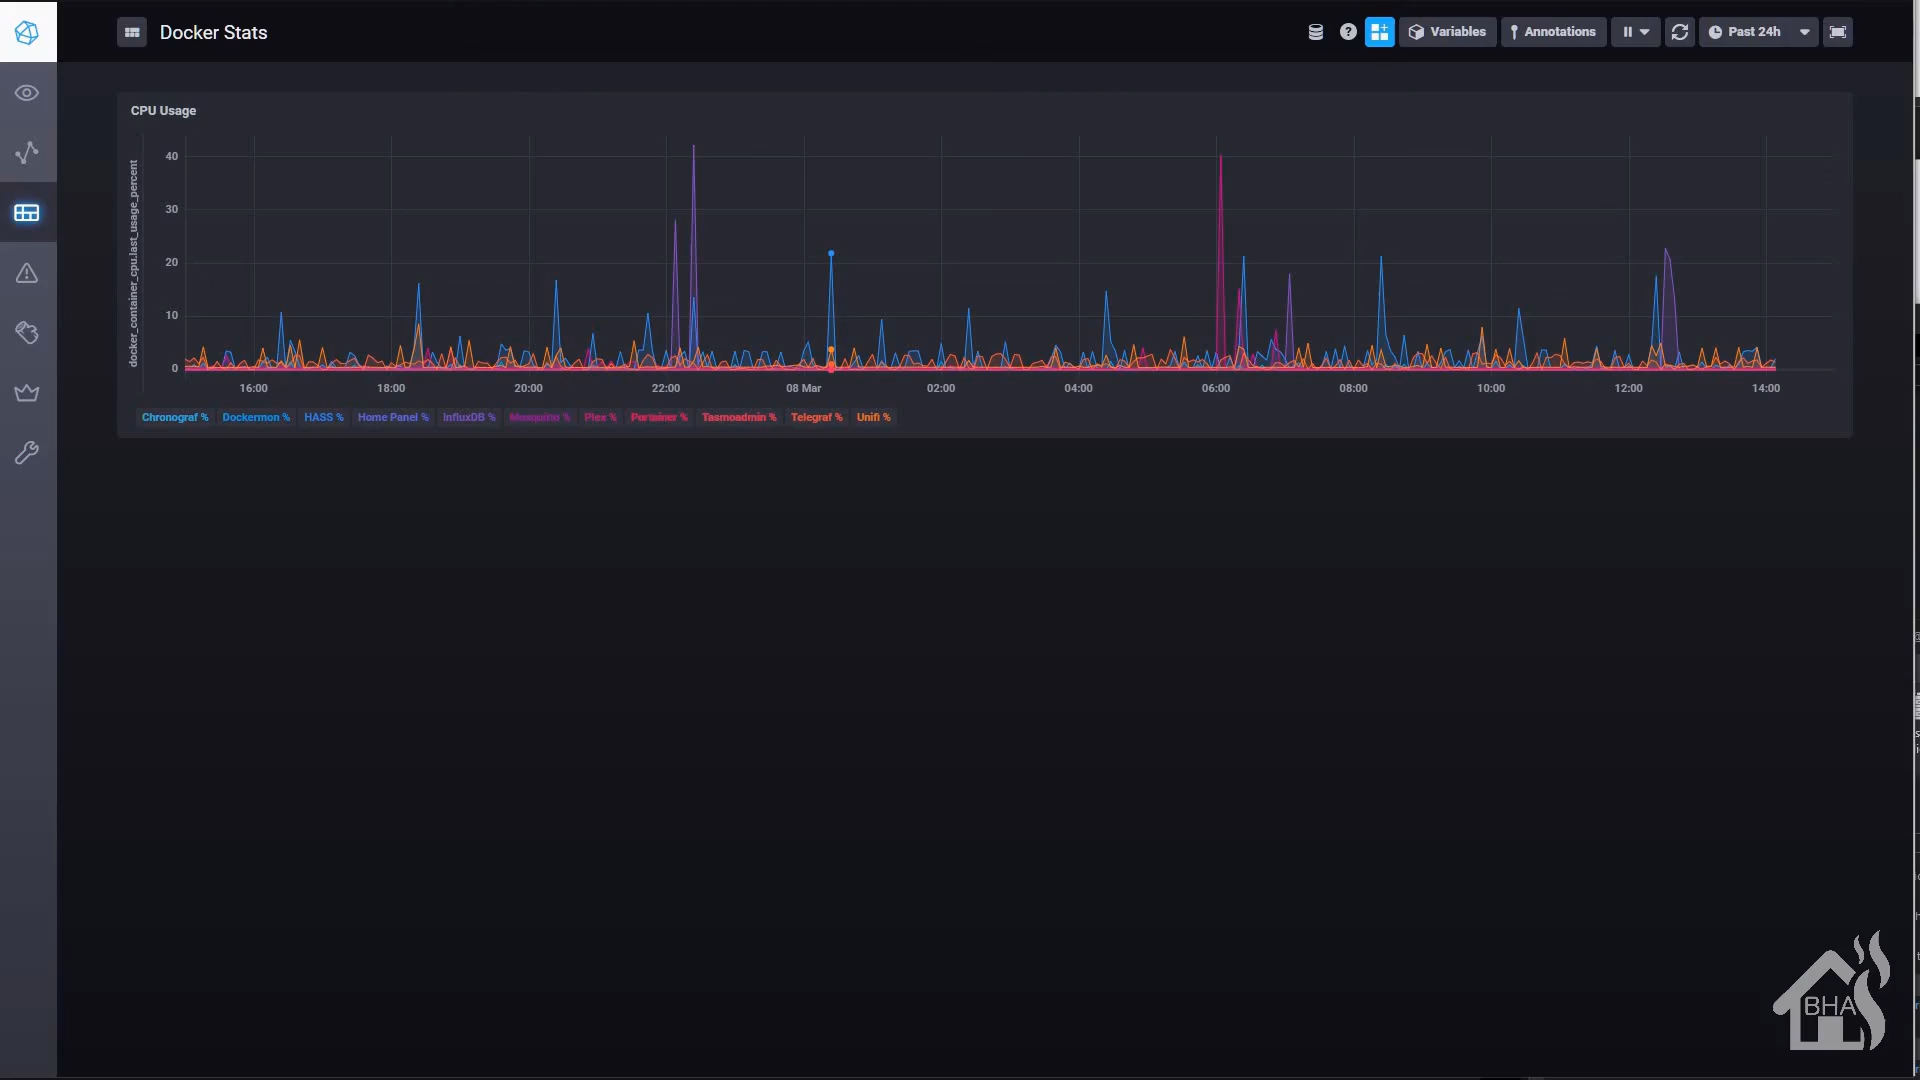 Docker Stats
Variables
Annotations
Past 24h
CPU Usage
docker_container_cpu.last_usage_percent
40
30
20
10
0
16:00 18:00 20:00 22:00 08 Mar 02:00 04:00 06:00 08:00 10:00 12:00 14:00
Chronograf % Dockermon % HASS % Home Panel % InfluxDB % Mosquitto % Plex % Portainer % Tasmoadmin % Telegraf % Unifi %
BHA